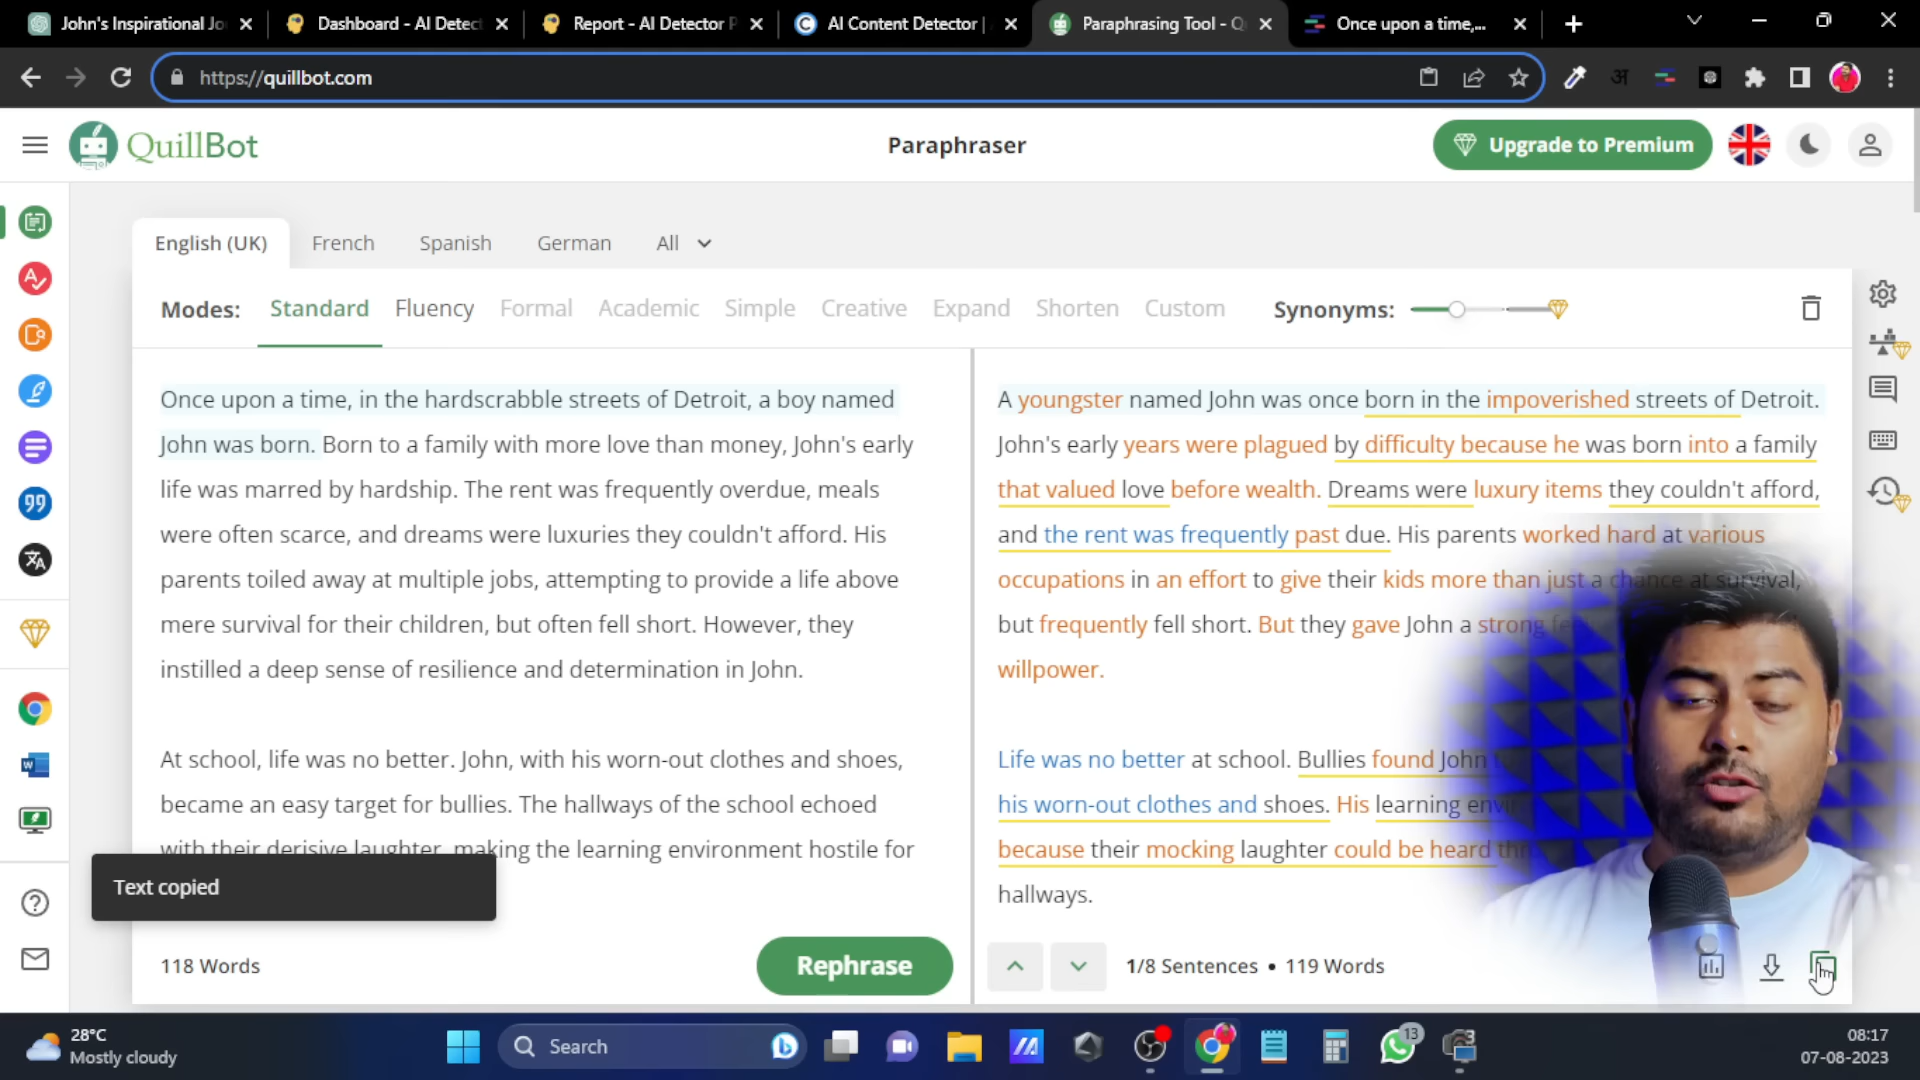 John's Inspirational Jo
Dashboard - AI Detect
Report - AI Detector P
AI Content Detector |
Paraphrasing Tool - Q
Once upon a time,...
https://quillbot.com
QuillBot
Paraphraser
Upgrade to Premium
English (UK)
French
Spanish
German
All
Modes:
Standard
Fluency
Formal
Academic
Simple
Creative
Expand
Shorten
Custom
Synonyms:
Once upon a time, in the hardscrabble streets of Detroit, a boy named
John was born. Born to a family with more love than money, John's early
life was marred by hardship. The rent was frequently overdue, meals
were often scarce, and dreams were luxuries they couldn't afford. His
parents toiled away at multiple jobs, attempting to provide a life above
mere survival for their children, but often fell short. However, they
instilled a deep sense of resilience and determination in John.
At school, life was no better. John, with his worn-out clothes and shoes,
became an easy target for bullies. The hallways of the school echoed
with their derisive laughter, making the learning environment hostile for
A youngster named John was once born in the impoverished streets of Detroit.
John's early years were plagued by difficulty because he was born into a family
that valued love before wealth. Dreams were luxury items they couldn't afford,
and the rent was frequently past due. His parents worked hard at various
occupations in an effort to give their kids more than just a chance at survival,
but frequently fell short. But they gave John a strong
willpower.
Life was no better at school. Bullies found John
his worn-out clothes and shoes. His learning
because their mocking laughter could be heard
hallways.
Text copied
118 Words
Rephrase
1/8 Sentences • 119 Words
28°C
Mostly cloudy
Search
13
08:17
07-08-2023